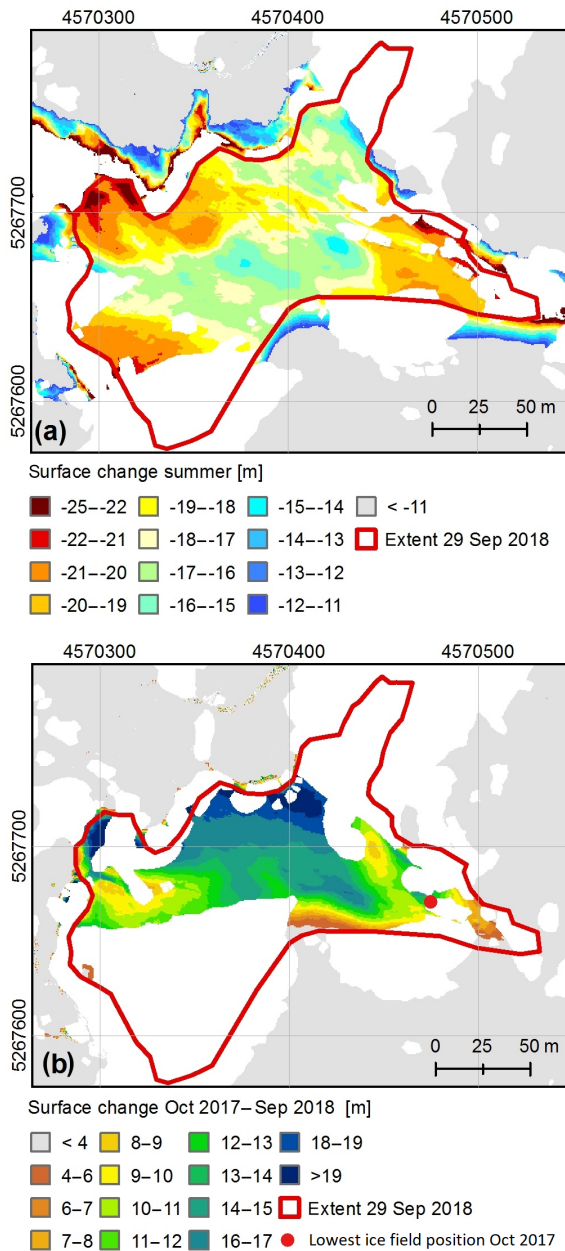 4570300 4570400 4570500
5267700
5267600
(a)
0 25 50 m
Surface change summer [m]
-25--22 -19--18 -15--14 < -11
-22--21 -18--17 -14--13 Extent 29 Sep 2018
-21--20 -17--16 -13--12
-20--19 -16--15 -12--11
4570300 4570400 4570500
5267700
5267600
(b)
0 25 50 m
Surface change Oct 2017–Sep 2018 [m]
< 4 8–9 12–13 18–19
4–6 9–10 13–14 >19
6–7 10–11 14–15 Extent 29 Sep 2018
7–8 11–12 16–17 Lowest ice field position Oct 2017